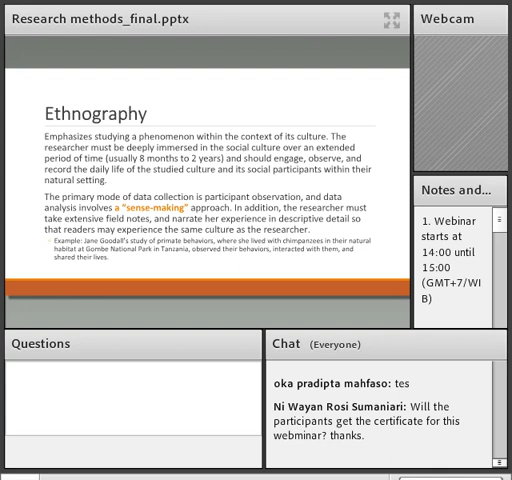 Research methods_final.pptx
Webcam
Ethnography
Emphasizes studying a phenomenon within the context of its culture. The
researcher must be deeply immersed in the social culture over an extended
period of time (usually 8 months to 2 years) and should engage, observe, and
record the daily life of the studied culture and its social participants within their
natural setting.
The primary mode of data collection is participant observation, and data
analysis involves a "sense-making" approach. In addition, the researcher must
take extensive field notes, and narrate her experience in descriptive detail so
that readers may experience the same culture as the researcher.
Example: Jane Goodall's study of primate behaviors, where she lived with chimpanzees in their natural
habitat at Gombe National Park in Tanzania, observed their behaviors, interacted with them, and
shared their lives.
Notes and...
1. Webinar
starts at
14:00 until
15:00
(GMT+7/WI
B)
Questions
Chat (Everyone)
oka pradipta mahfaso: tes
Ni Wayan Rosi Sumaniari: Will the
participants get the certificate for this
webminar? thanks.